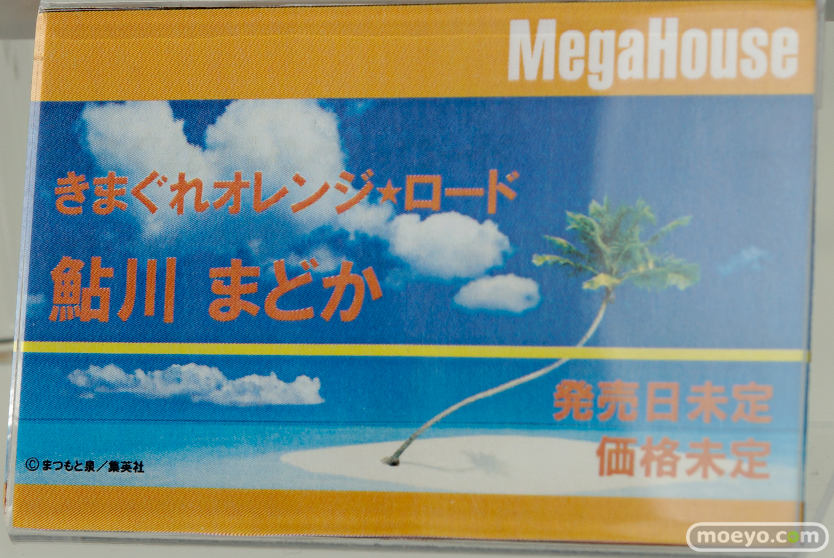 MegaHouse
きまぐれオレンジ★ロード
鮎川 まどか
発売日未定
価格未定
©まつもと泉／集英社
moeyo.com